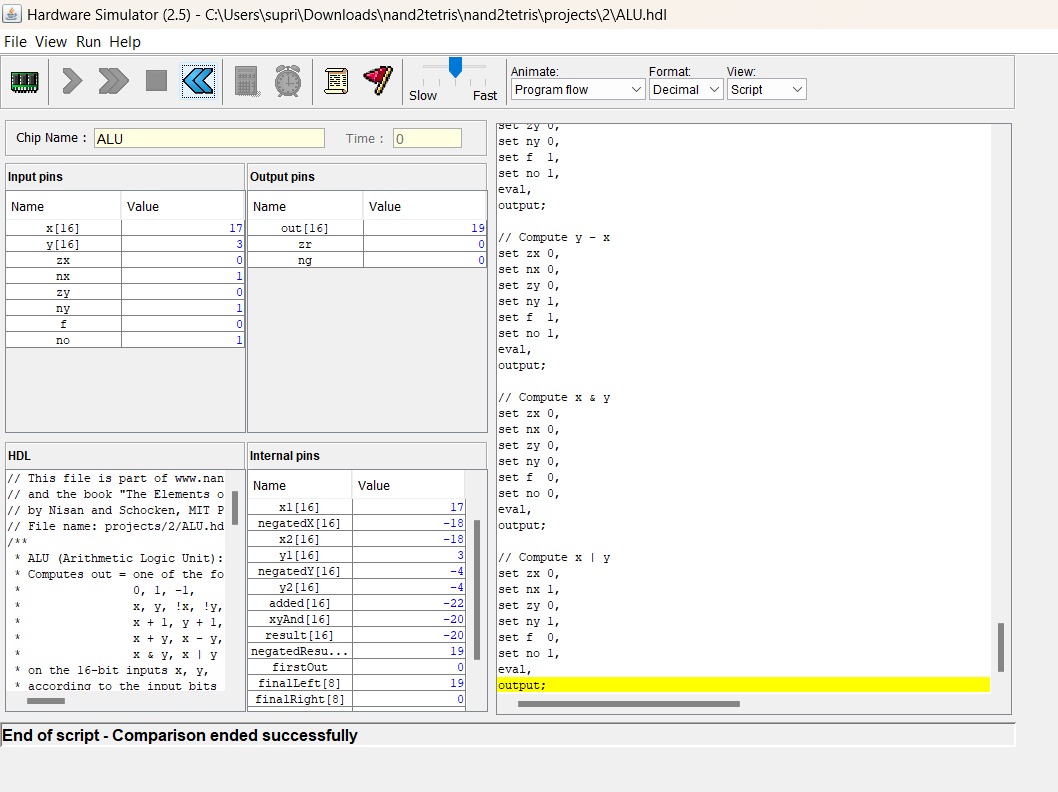 Hardware Simulator (2.5) - C:\Users\supri\Downloads\nand2tetris\nand2tetris\projects\2\ALU.hdl
File View Run Help
Slow Fast
Animate: Format: View:
Program flow Decimal Script
Chip Name : ALU Time : 0
Input pins
Name Value
x[16] 17
y[16] 3
zx 0
nx 1
zy 0
ny 1
f 0
no 1
Output pins
Name Value
out[16] 19
zr 0
ng 0
HDL
// This file is part of www.nan
// and the book "The Elements o
// by Nisan and Schocken, MIT P
// File name: projects/2/ALU.hd
/**
* ALU (Arithmetic Logic Unit):
* Computes out = one of the fo
* 0, 1, -1,
* x, y, !x, !y,
* x + 1, y + 1,
* x + y, x - y,
* x & y, x | y
* on the 16-bit inputs x, y,
* according to the input bits
Internal pins
Name Value
x1[16] 17
negatedX[16] -18
x2[16] -18
y1[16] 3
negatedY[16] -4
y2[16] -4
added[16] -22
xyAnd[16] -20
result[16] -20
negatedResu... 19
firstOut 0
finalLeft[8] 19
finalRight[8] 0
set zy 0,
set ny 0,
set f  1,
set no 1,
eval,
output;
// Compute y - x
set zx 0,
set nx 0,
set zy 0,
set ny 1,
set f  1,
set no 1,
eval,
output;
// Compute x & y
set zx 0,
set nx 0,
set zy 0,
set ny 0,
set f  0,
set no 0,
eval,
output;
// Compute x | y
set zx 0,
set nx 1,
set zy 0,
set ny 1,
set f  0,
set no 1,
eval,
output;
End of script - Comparison ended successfully